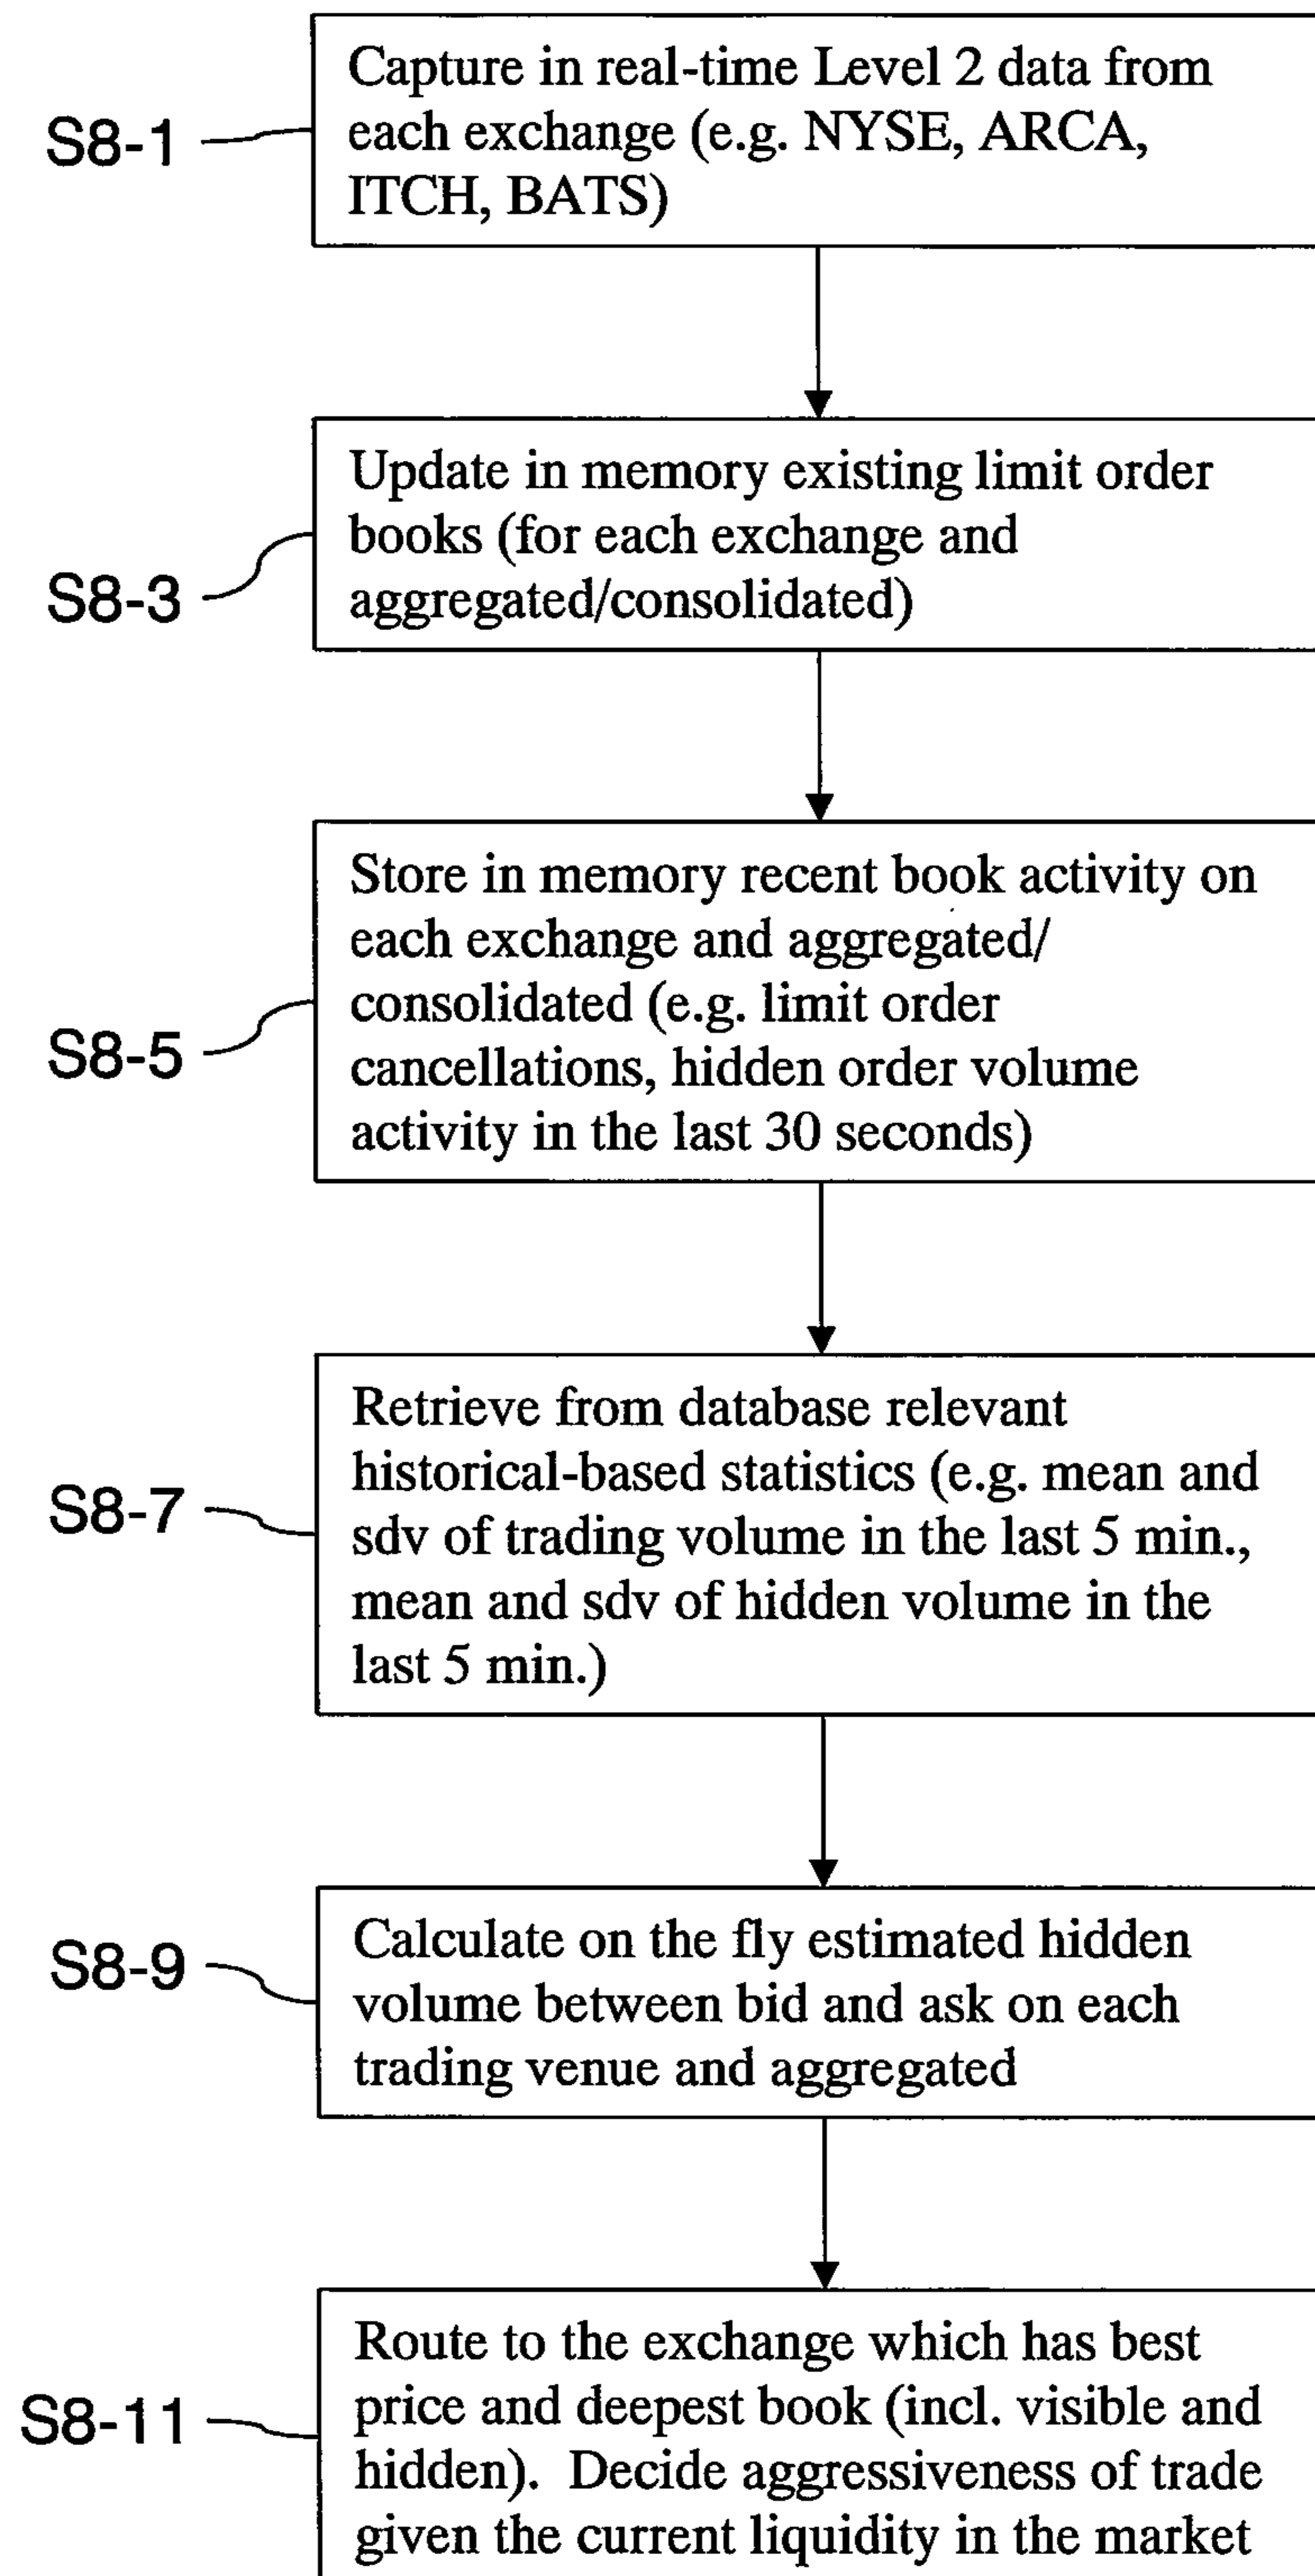 Capture in real-time Level 2 data from
each exchange (e.g. NYSE, ARCA,
ITCH, BATS)
S8-1
Update in memory existing limit order
books (for each exchange and
aggregated/consolidated)
S8-3
Store in memory recent book activity on
each exchange and aggregated/
consolidated (e.g. limit order
cancellations, hidden order volume
activity in the last 30 seconds)
S8-5
Retrieve from database relevant
historical-based statistics (e.g. mean and
sdv of trading volume in the last 5 min.,
mean and sdv of hidden volume in the
last 5 min.)
S8-7
Calculate on the fly estimated hidden
volume between bid and ask on each
trading venue and aggregated
S8-9
Route to the exchange which has best
price and deepest book (incl. visible and
hidden).  Decide aggressiveness of trade
given the current liquidity in the market
S8-11